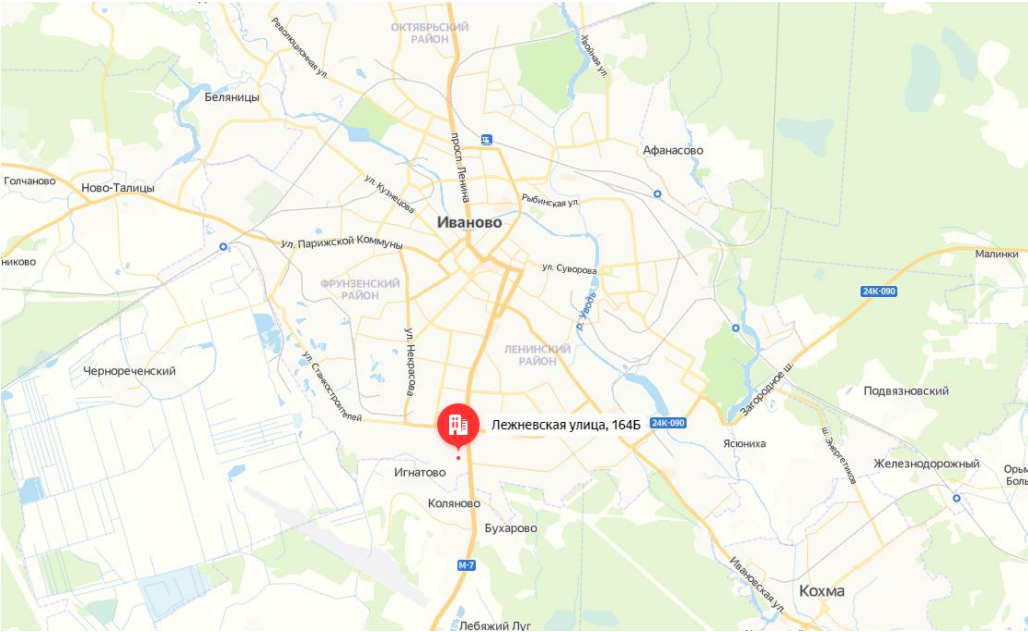 ОКТЯБРЬСКИЙ
РАЙОН
Революционная ул.
Хвойная ул.
Беляницы
просп. Ленина
Афанасово
Голчаново
Ново-Талицы
ул. Кузнецова
Рыбинская ул.
Иваново
ул. Парижской Коммуны
никово
Малинки
ул. Суворова
ФРУНЗЕНСКИЙ
РАЙОН
24К-090
р. Уводь
ул. Некрасова
ЛЕНИНСКИЙ
РАЙОН
Чернореченский
ул. Станкостроителей
Загородное ш.
Подвязновский
Лежневская улица, 164Б
24К-090
Ясюниха
ш. Энергетиков
Железнодорожный
Игнатово
Орьм
Боль
Коляново
Бухарово
М-7
Ивановская ул.
Кохма
Лебяжий Луг